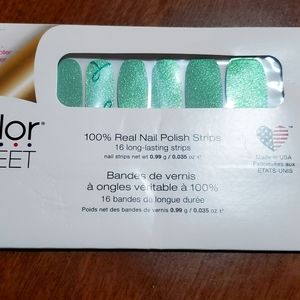 lor
EET
100% Real Nail Polish Strips
16 long-lasting strips
nail strips net wt 0.99 g / 0.035 oz.
Made in USA
Fabriquées aux
ÉTATS-UNIS
Bandes de vernis
à ongles véritable à 100%
16 bandes de longue durée
Poids net des bandes de vernis 0.99 g / 0.035 oz.